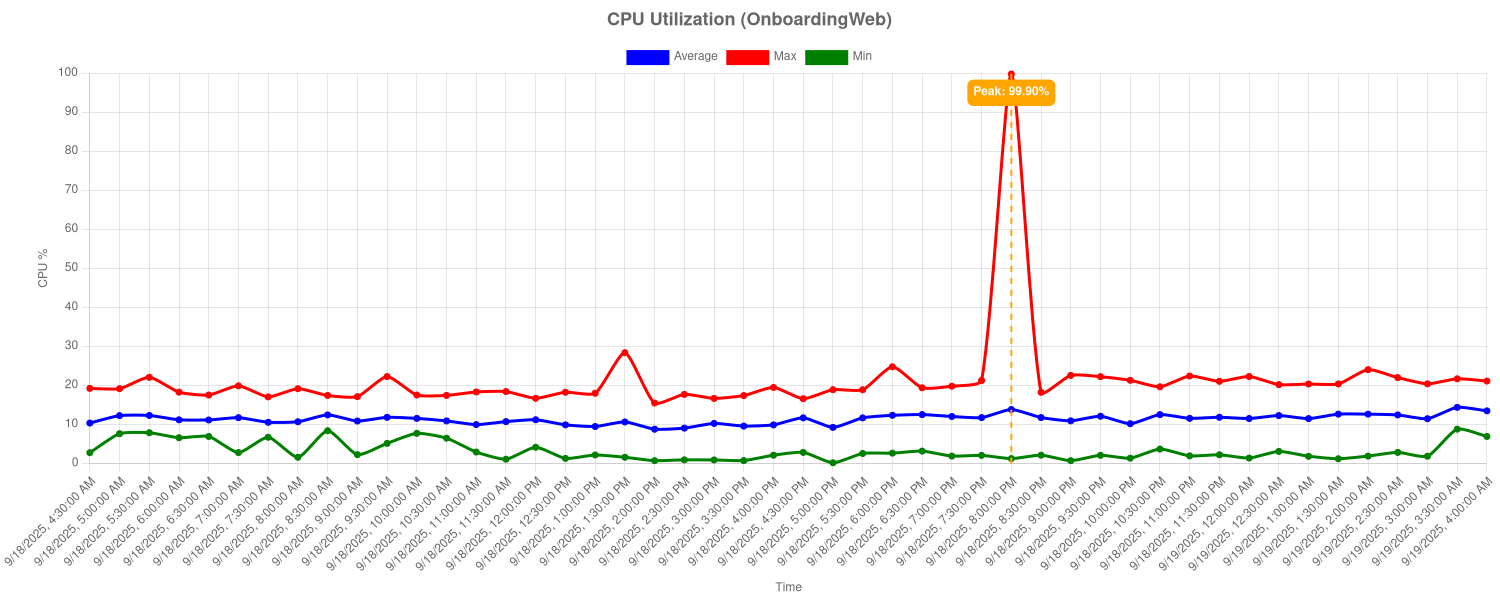 CPU Utilization (OnboardingWeb)
Average Max Min
Peak: 99.90%
100
90
80
70
60
50
40
30
20
10
0
CPU %
9/18/2025, 4:30:00 AM
9/18/2025, 5:00:00 AM
9/18/2025, 5:30:00 AM
9/18/2025, 6:00:00 AM
9/18/2025, 6:30:00 AM
9/18/2025, 7:00:00 AM
9/18/2025, 7:30:00 AM
9/18/2025, 8:00:00 AM
9/18/2025, 8:30:00 AM
9/18/2025, 9:00:00 AM
9/18/2025, 9:30:00 AM
9/18/2025, 10:00:00 AM
9/18/2025, 10:30:00 AM
9/18/2025, 11:00:00 AM
9/18/2025, 11:30:00 AM
9/18/2025, 12:00:00 PM
9/18/2025, 12:30:00 PM
9/18/2025, 1:00:00 PM
9/18/2025, 1:30:00 PM
9/18/2025, 2:00:00 PM
9/18/2025, 2:30:00 PM
9/18/2025, 3:00:00 PM
9/18/2025, 3:30:00 PM
9/18/2025, 4:00:00 PM
9/18/2025, 4:30:00 PM
9/18/2025, 5:00:00 PM
9/18/2025, 5:30:00 PM
9/18/2025, 6:00:00 PM
9/18/2025, 6:30:00 PM
9/18/2025, 7:00:00 PM
9/18/2025, 7:30:00 PM
9/18/2025, 8:00:00 PM
9/18/2025, 8:30:00 PM
9/18/2025, 9:00:00 PM
9/18/2025, 9:30:00 PM
9/18/2025, 10:00:00 PM
9/18/2025, 10:30:00 PM
9/18/2025, 11:00:00 PM
9/18/2025, 11:30:00 PM
9/19/2025, 12:00:00 AM
9/19/2025, 12:30:00 AM
9/19/2025, 1:00:00 AM
9/19/2025, 1:30:00 AM
9/19/2025, 2:00:00 AM
9/19/2025, 2:30:00 AM
9/19/2025, 3:00:00 AM
9/19/2025, 3:30:00 AM
9/19/2025, 4:00:00 AM
Time